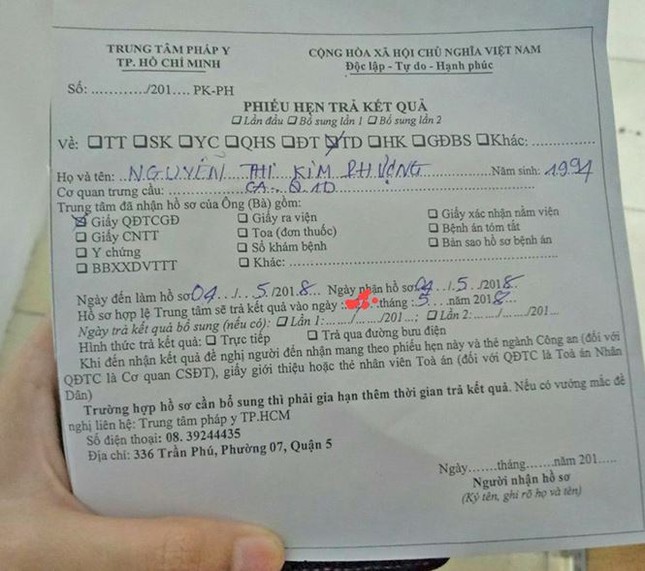 TRUNG TÂM PHÁP Y
TP. HỒ CHÍ MINH
CỘNG HÒA XÃ HỘI CHỦ NGHĨA VIỆT NAM
Độc lập - Tự do - Hạnh phúc
Số: ............/201.... PK-PH
PHIẾU HẸN TRẢ KẾT QUẢ
☐ Lần đầu ☐ Bổ sung lần 1 ☐ Bổ sung lần 2
Về: ☐TT ☐SK ☐YC ☐QHS ☐ĐT ☑TD ☐HK ☐GĐBS ☐Khác: ...............
Họ và tên: NGUYỄN THỊ KIM PHƯỢNG Năm sinh: 1991
Cơ quan trưng cầu: CA. Q 10
Trung tâm đã nhận hồ sơ của Ông (Bà) gồm:
☑ Giấy QĐTCGĐ ☐ Giấy ra viện ☐ Giấy xác nhận nằm viện
☐ Giấy CNTT ☐ Toa (đơn thuốc) ☐ Bệnh án tóm tắt
☐ Y chứng ☐ Sổ khám bệnh ☐ Bản sao hồ sơ bệnh án
☐ BBXXDVTTT ☐ Khác: ...............
Ngày đến làm hồ sơ 04../..5/2018... Ngày nhận hồ sơ 04../.5./2018..
Hồ sơ hợp lệ Trung tâm sẽ trả kết quả vào ngày :........tháng :5....năm 2018...
Ngày trả kết quả bổ sung (nếu có): ☐ Lần 1:....../....../201...; ☐ Lần 2:....../....../201...
Hình thức trả kết quả: ☐ Trực tiếp ☐ Trả qua đường bưu điện
Khi đến nhận kết quả đề nghị người đến nhận mang theo phiếu hẹn này và thẻ ngành Công an (đối với
QĐTC là Cơ quan CSĐT), giấy giới thiệu hoặc thẻ nhân viên Toà án (đối với QĐTC là Toà án Nhân
Dân)
Trường hợp hồ sơ cần bổ sung thì phải gia hạn thêm thời gian trả kết quả. Nếu có vướng mắc đề
nghị liên hệ: Trung tâm pháp y TP.HCM
Số điện thoại: 08. 39244435
Địa chỉ: 336 Trần Phú, Phường 07, Quận 5
Ngày.......tháng.......năm 201.....
Người nhận hồ sơ
(Ký tên, ghi rõ họ và tên)